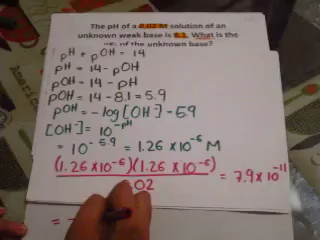 The pH of a 0.02 M solution of an
unknown weak base is 8.1. What is the
of the unknown base?
pH + pOH = 14
pH = 14 - pOH
pOH = 14 - pH
pOH = 14 - 8.1 = 5.9
pOH = -log[OH⁻] = 5.9
[OH⁻] = 10^-pH
= 10^-5.9 = 1.26 x 10^-6 M
(1.26 x 10^-6)(1.26 x 10^-6) = 7.9 x 10^-11
.02
=